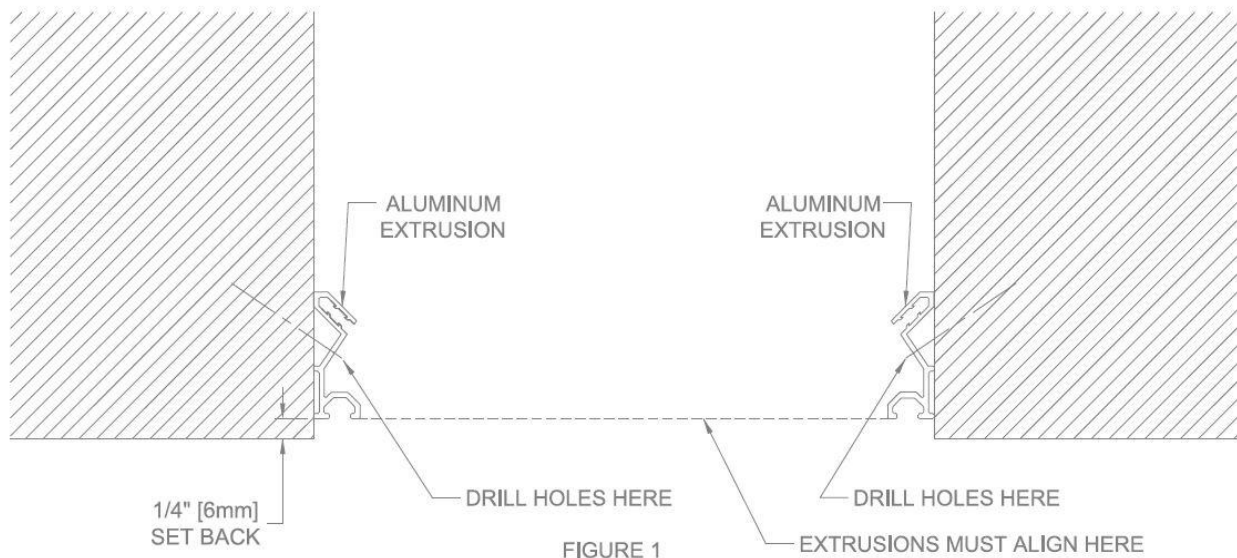 ALUMINUM
EXTRUSION
ALUMINUM
EXTRUSION
1/4" [6mm]
SET BACK
DRILL HOLES HERE
DRILL HOLES HERE
EXTRUSIONS MUST ALIGN HERE
FIGURE 1